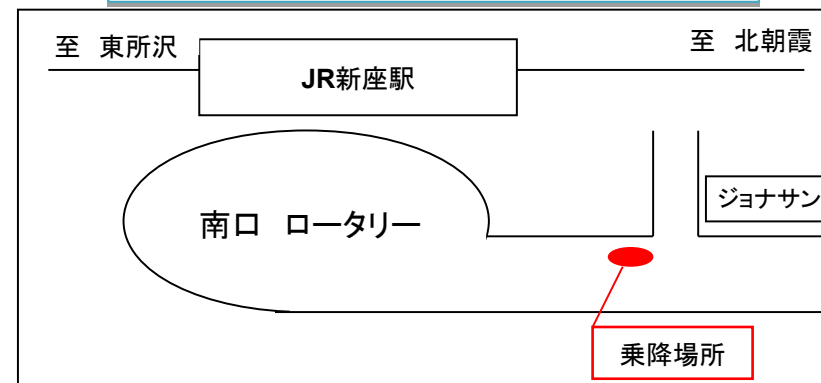 至 東所沢
至 北朝霞
JR新座駅
ジョナサン
南口 ロータリー
乗降場所